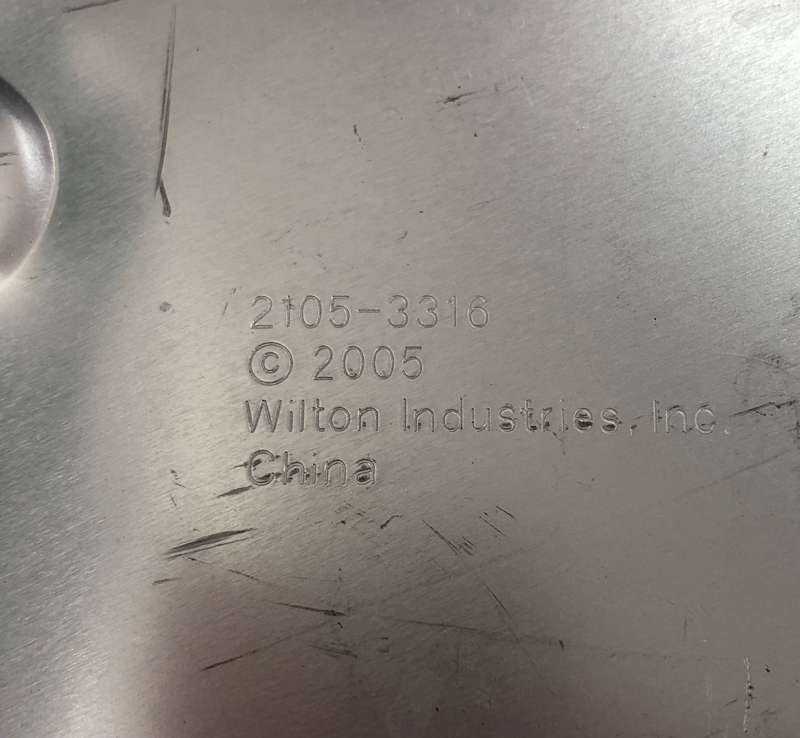 2105-3316
© 2005
Wilton Industries, Inc.
China